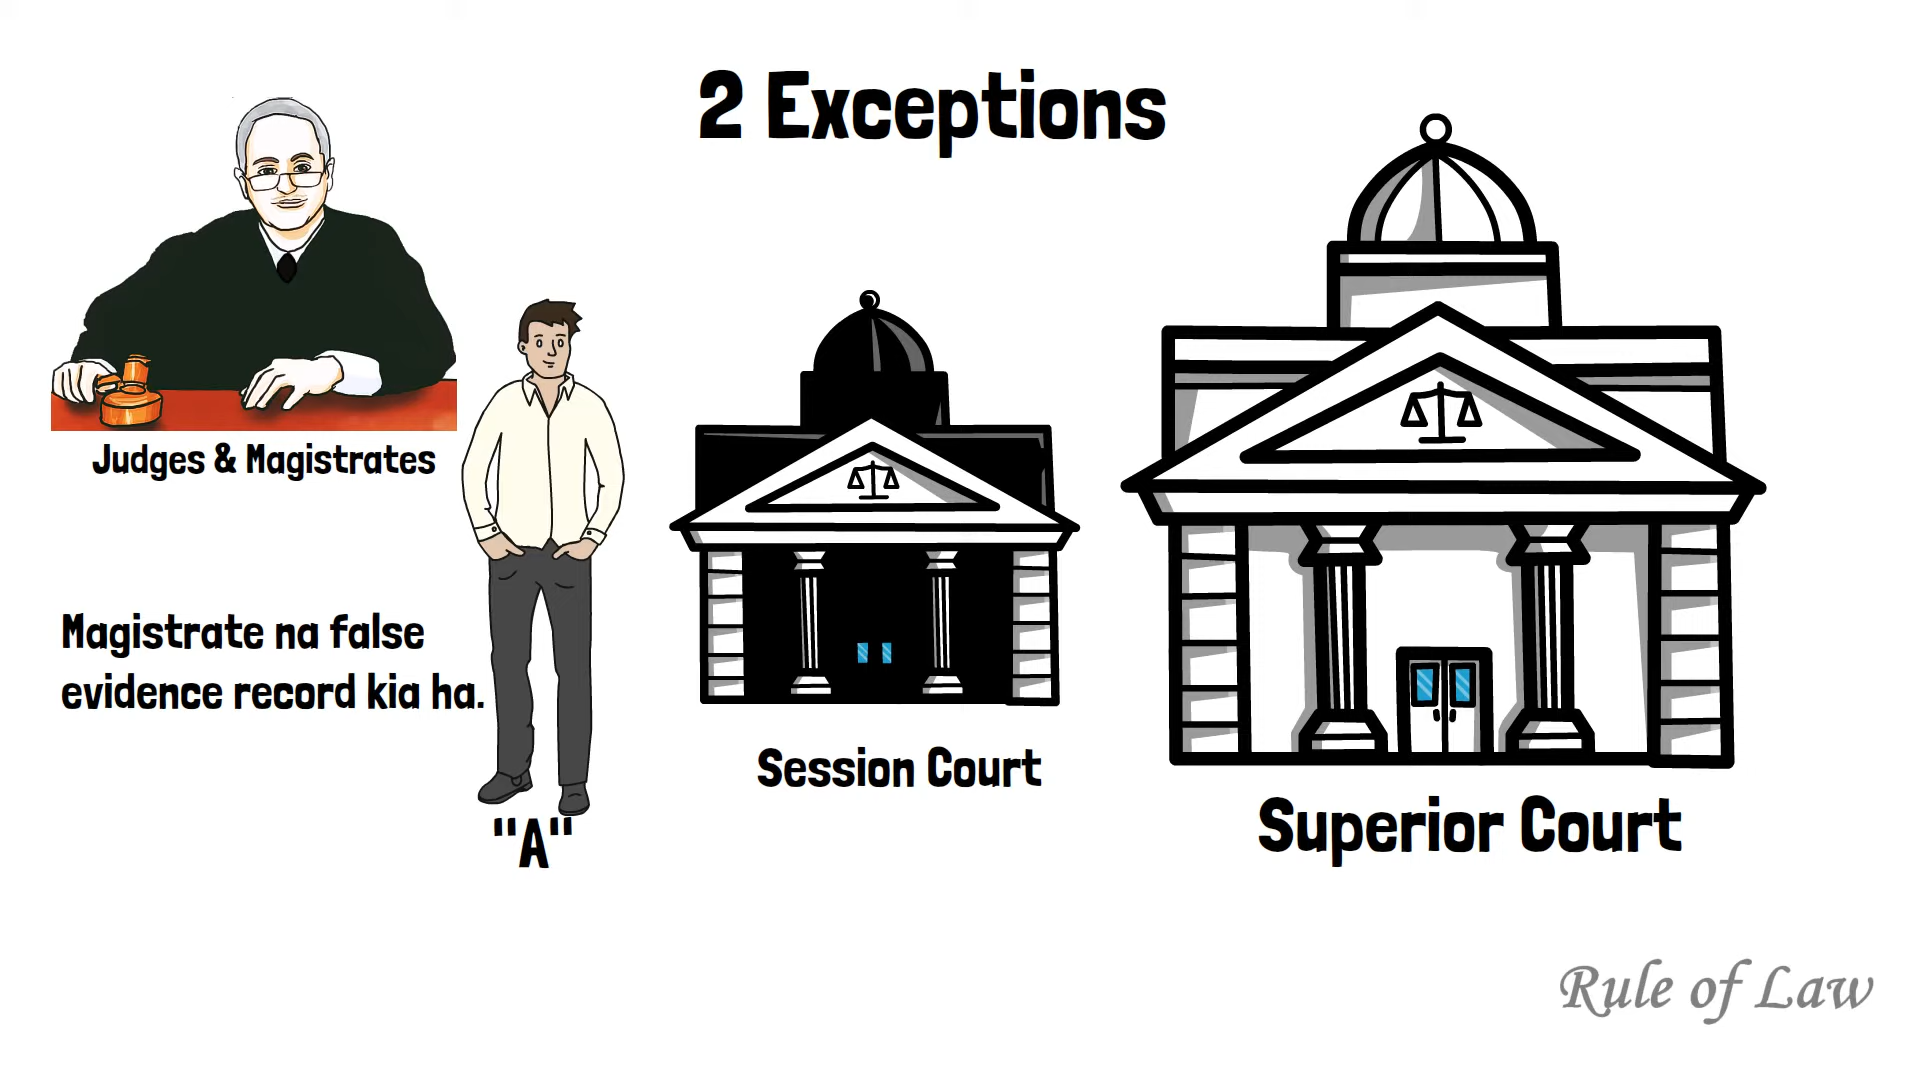 2 Exceptions
Judges & Magistrates
Magistrate na false
evidence record kia ha.
"A"
Session Court
Superior Court
Rule of Law